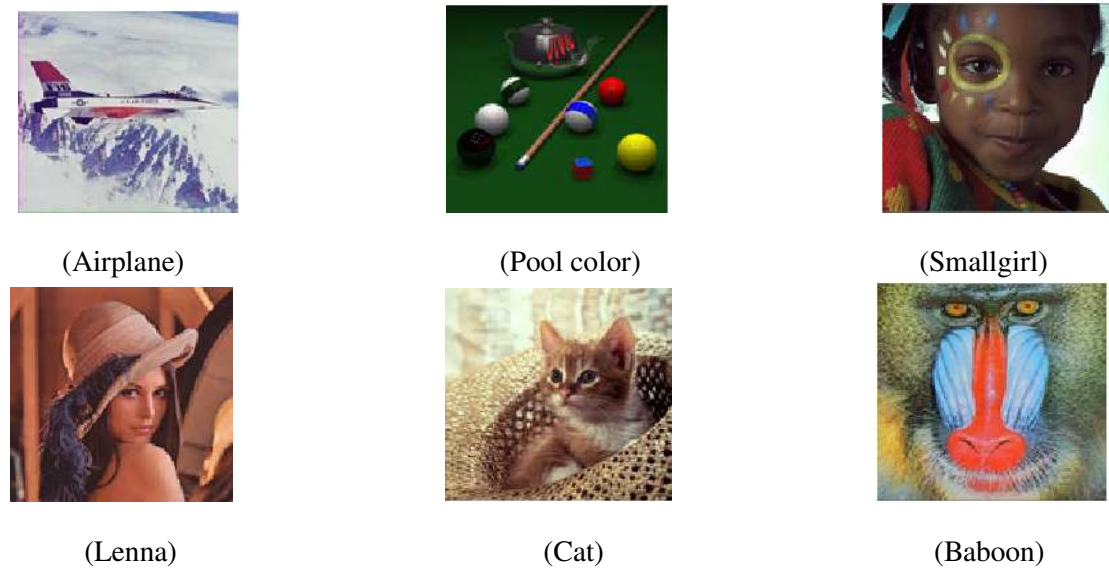 (Airplane)
(Pool color)
(Smallgirl)
(Lenna)
(Cat)
(Baboon)